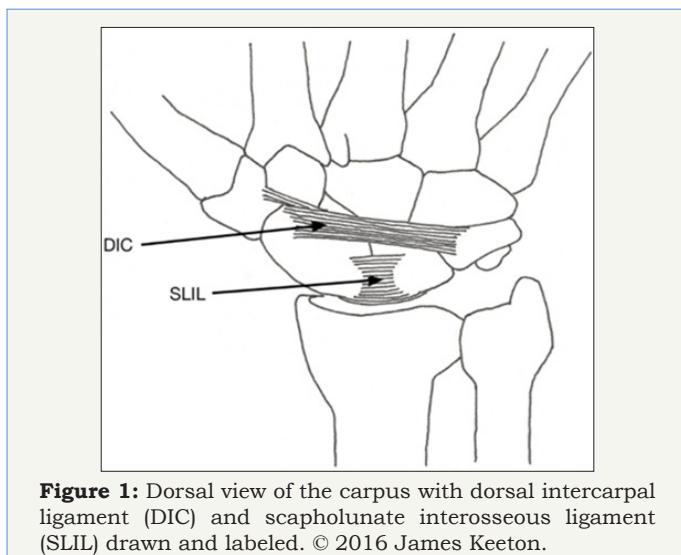 DIC
SLIL
Figure 1: Dorsal view of the carpus with dorsal intercarpal
ligament (DIC) and scapholunate interosseous ligament
(SLIL) drawn and labeled. © 2016 James Keeton.